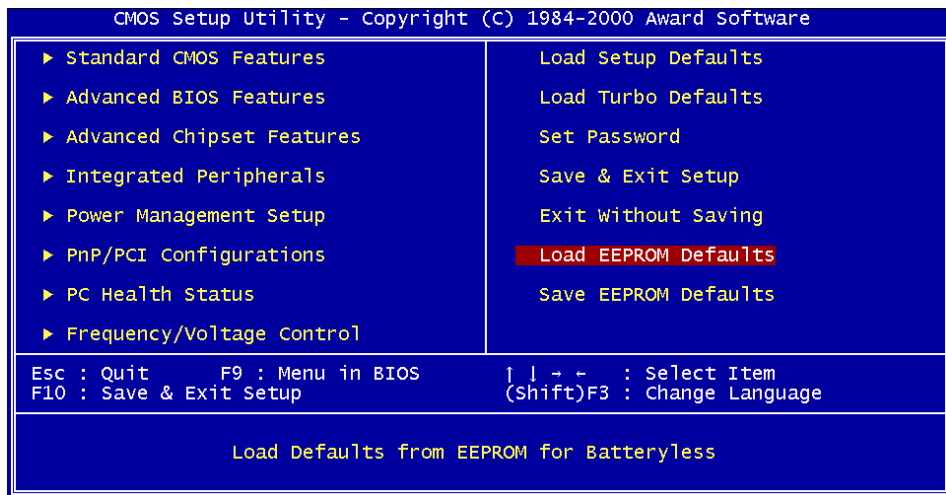 CMOS Setup Utility - Copyright (C) 1984-2000 Award Software
▶ Standard CMOS Features
▶ Advanced BIOS Features
▶ Advanced Chipset Features
▶ Integrated Peripherals
▶ Power Management Setup
▶ PnP/PCI Configurations
▶ PC Health Status
▶ Frequency/Voltage Control
Load Setup Defaults
Load Turbo Defaults
Set Password
Save & Exit Setup
Exit Without Saving
Load EEPROM Defaults
Save EEPROM Defaults
Esc : Quit F9 : Menu in BIOS ↑ ↓ → ← : Select Item
F10 : Save & Exit Setup (Shift)F3 : Change Language
Load Defaults from EEPROM for Batteryless